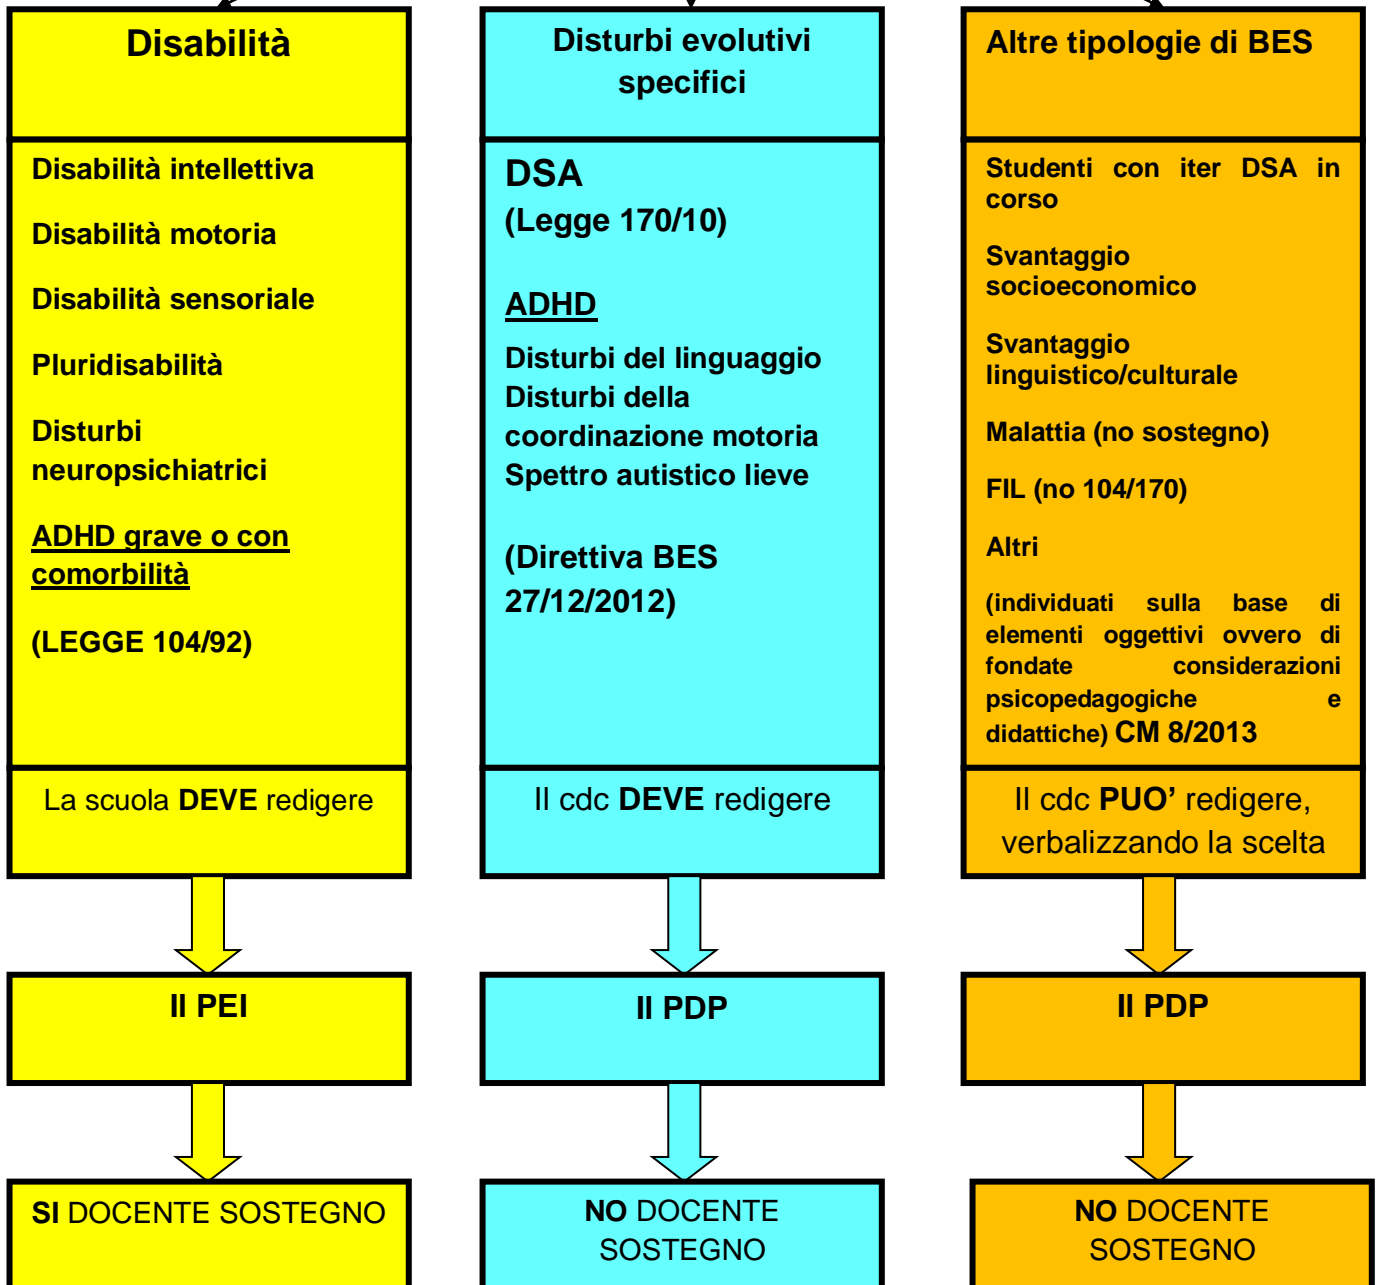 Disabilità
Disabilità intellettiva
Disabilità motoria
Disabilità sensoriale
Pluridisabilità
Disturbi
neuropsichiatrici
ADHD grave o con
comorbilità
(LEGGE 104/92)
La scuola DEVE redigere
Il PEI
SI DOCENTE SOSTEGNO
Disturbi evolutivi
specifici
DSA
(Legge 170/10)
ADHD
Disturbi del linguaggio
Disturbi della
coordinazione motoria
Spettro autistico lieve
(Direttiva BES
27/12/2012)
Il cdc DEVE redigere
Il PDP
NO DOCENTE
SOSTEGNO
Altre tipologie di BES
Studenti con iter DSA in
corso
Svantaggio
socioeconomico
Svantaggio
linguistico/culturale
Malattia (no sostegno)
FIL (no 104/170)
Altri
(individuati sulla base di
elementi oggettivi ovvero di
fondate considerazioni
psicopedagogiche e
didattiche) CM 8/2013
Il cdc PUO’ redigere,
verbalizzando la scelta
Il PDP
NO DOCENTE
SOSTEGNO